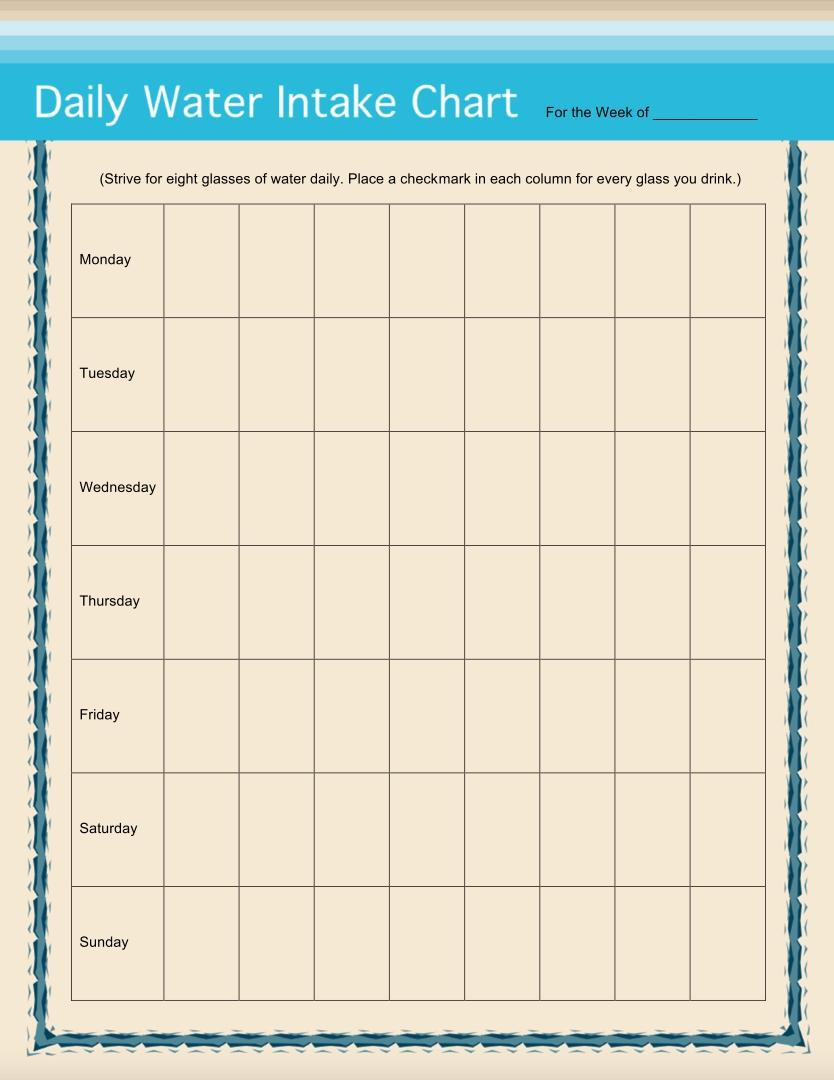 Daily Water Intake Chart For the Week of ______________
(Strive for eight glasses of water daily. Place a checkmark in each column for every glass you drink.)
Monday
Tuesday
Wednesday
Thursday
Friday
Saturday
Sunday